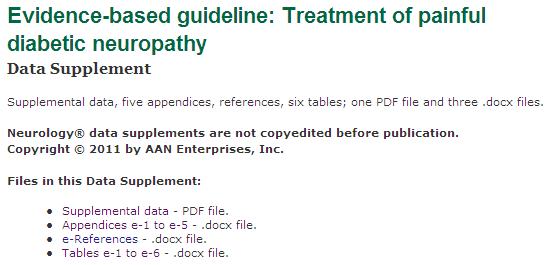 Evidence-based guideline: Treatment of painful
diabetic neuropathy
Data Supplement
Supplemental data, five appendices, references, six tables; one PDF file and three .docx files.
Neurology® data supplements are not copyedited before publication.
Copyright © 2011 by AAN Enterprises, Inc.
Files in this Data Supplement:
• Supplemental data - PDF file.
• Appendices e-1 to e-5 - .docx file.
• e-References - .docx file.
• Tables e-1 to e-6 - .docx file.